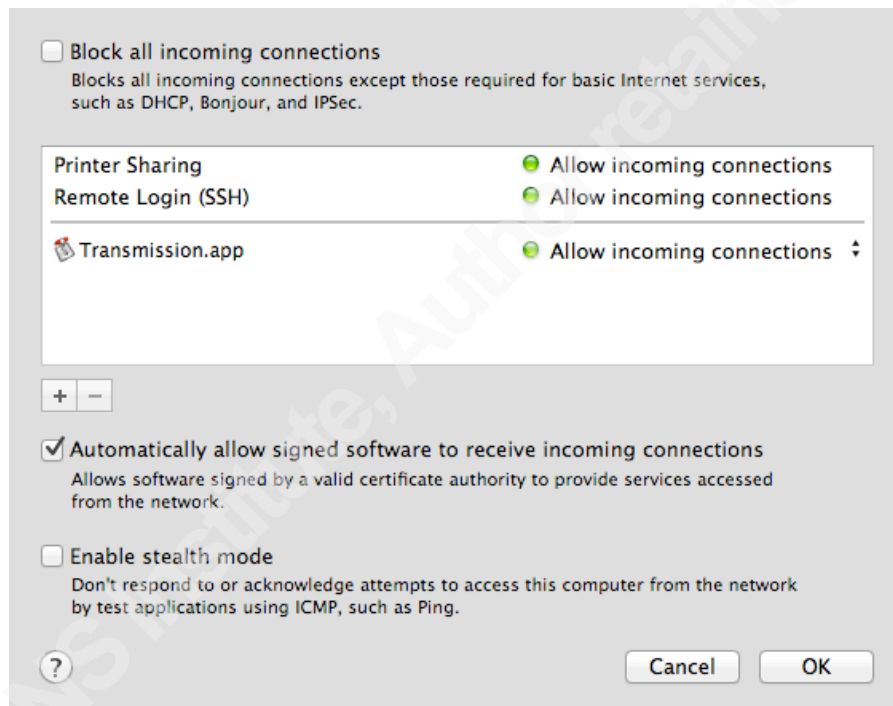 Block all incoming connections
Blocks all incoming connections except those required for basic Internet services,
such as DHCP, Bonjour, and IPSec.
Printer Sharing Allow incoming connections
Remote Login (SSH) Allow incoming connections
Transmission.app Allow incoming connections
+ −
Automatically allow signed software to receive incoming connections
Allows software signed by a valid certificate authority to provide services accessed
from the network.
Enable stealth mode
Don't respond to or acknowledge attempts to access this computer from the network
by test applications using ICMP, such as Ping.
? Cancel OK
NS Institute, Author retains